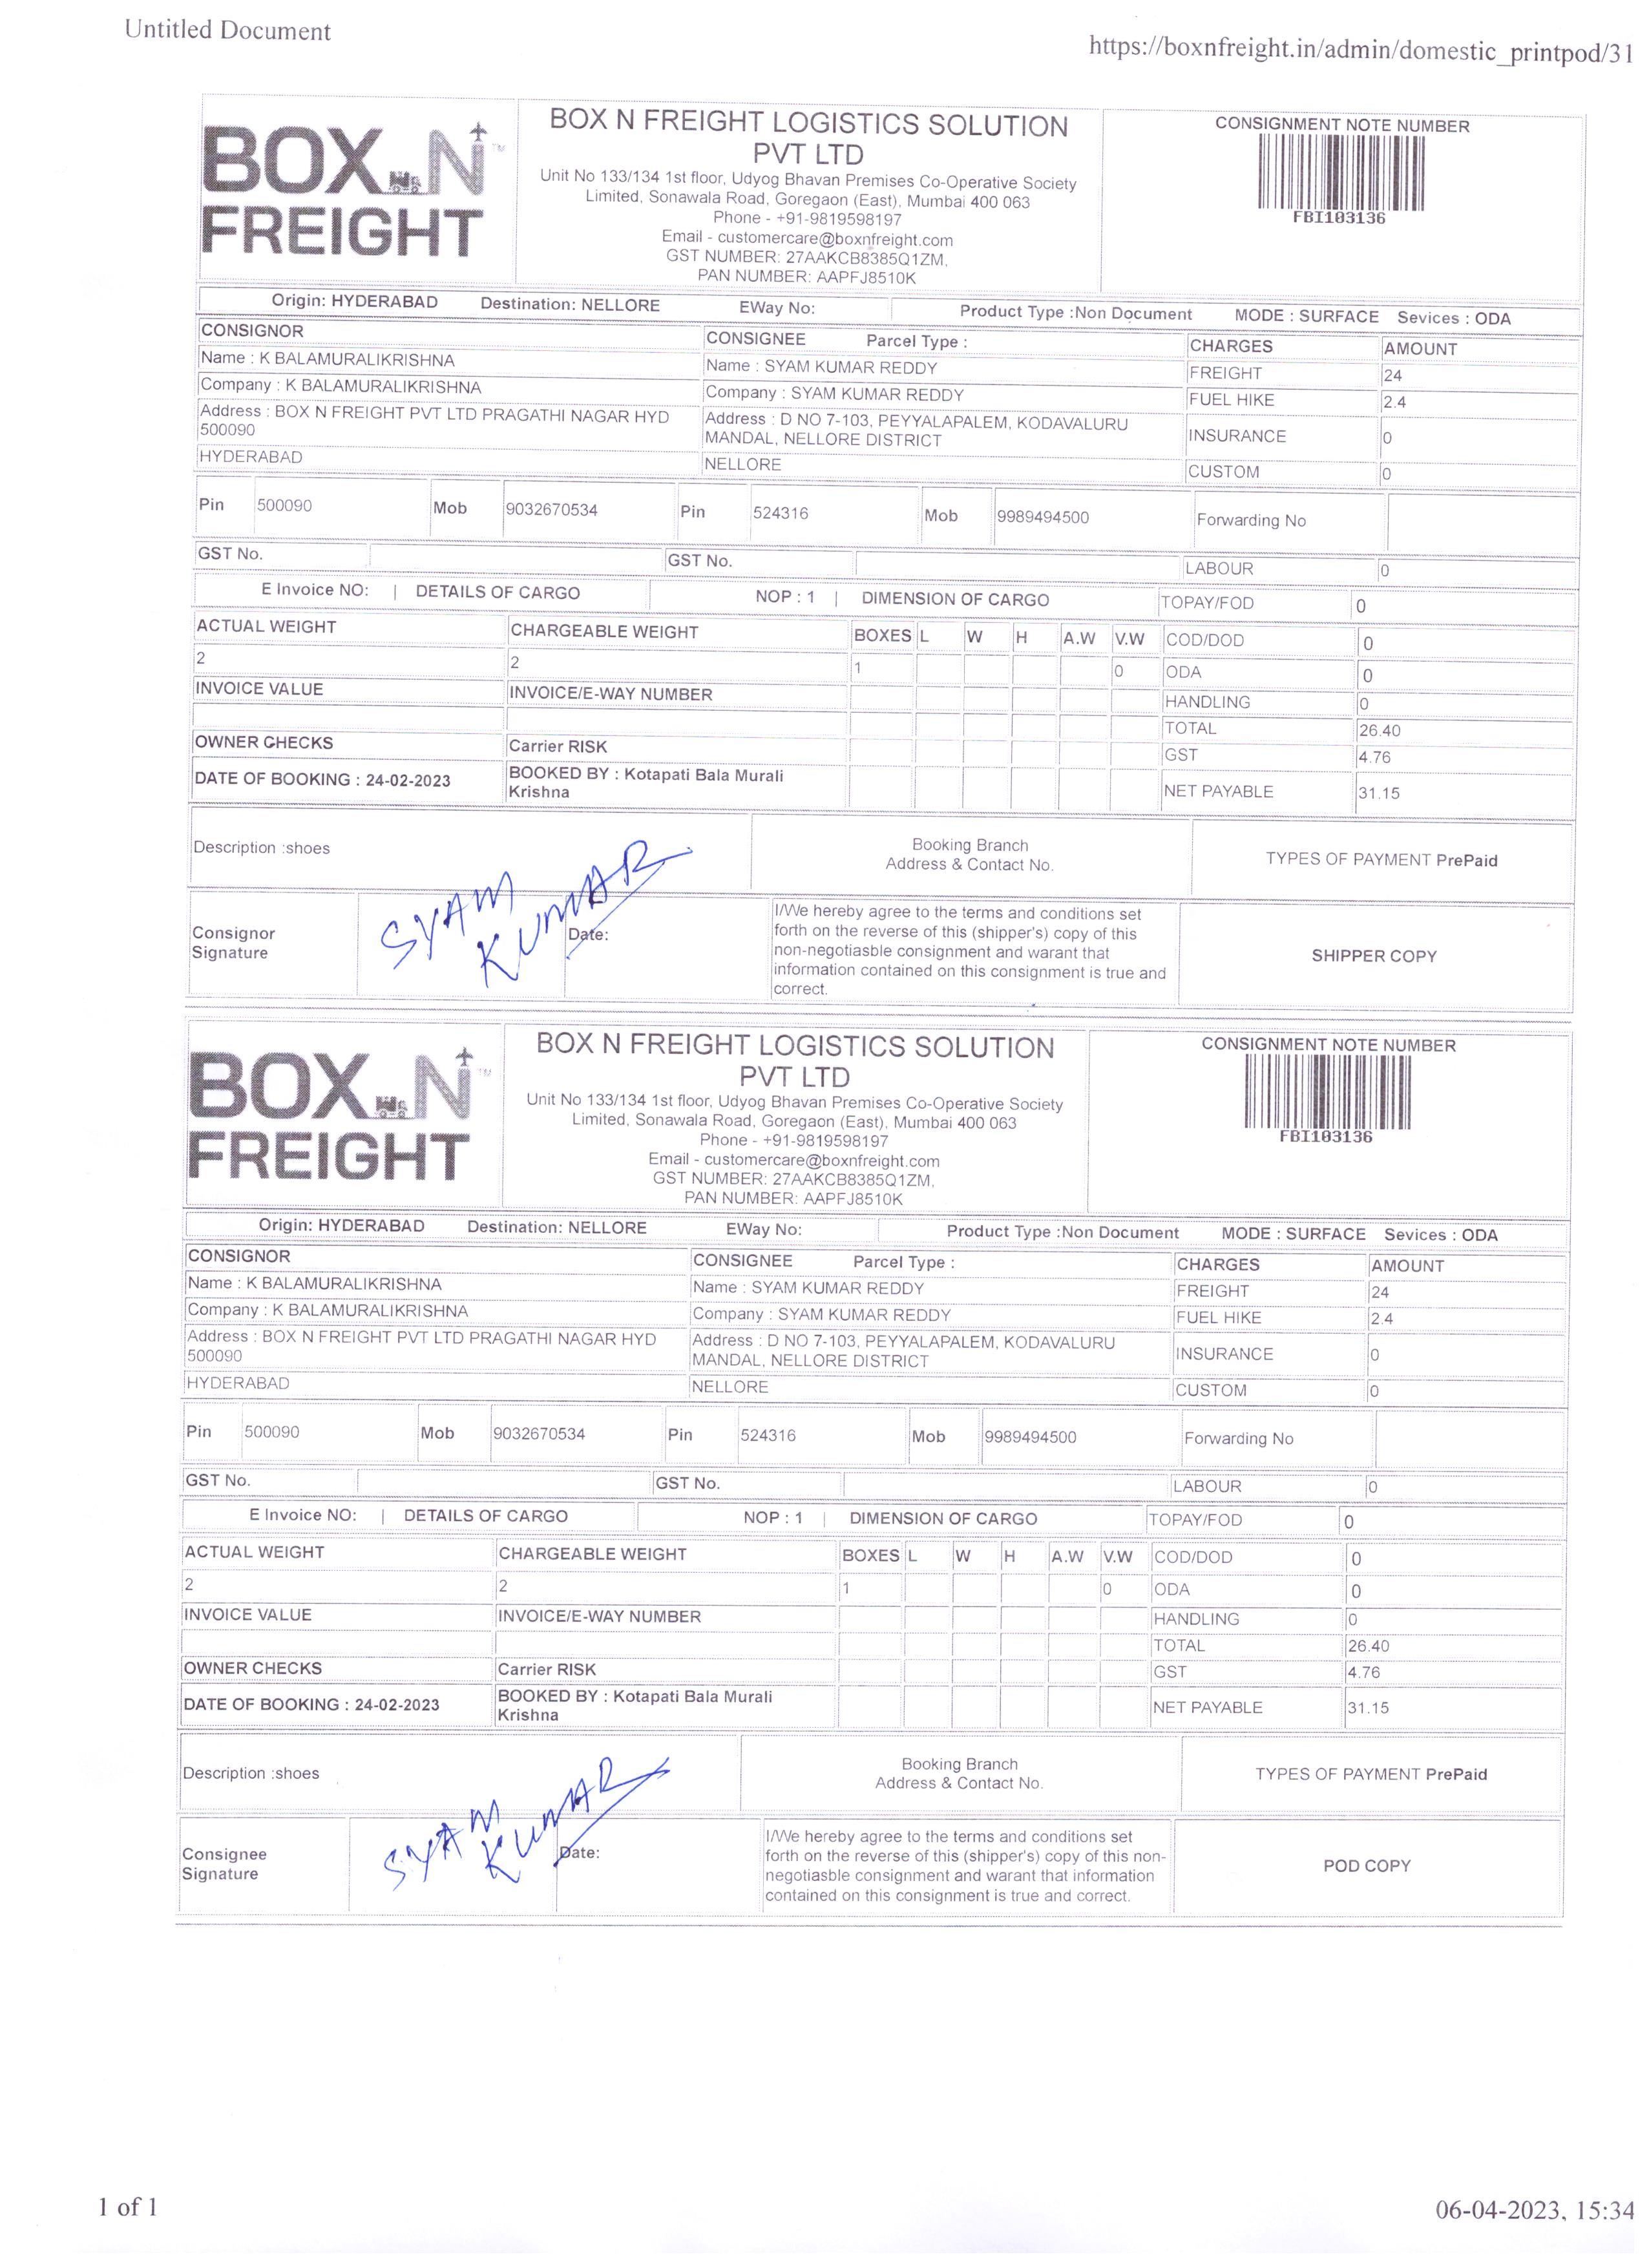 Untitled Document
https://boxnfreight.in/admin/domestic_printpod/31
BOX N FREIGHT
BOX N FREIGHT LOGISTICS SOLUTION
PVT LTD
Unit No 133/134 1st floor, Udyog Bhavan Premises Co-Operative Society
Limited, Sonawala Road, Goregaon (East), Mumbai 400 063
Phone - +91-9819598197
Email - customercare@boxnfreight.com
GST NUMBER: 27AAKCB8385Q1ZM,
PAN NUMBER: AAPFJ8510K
CONSIGNMENT NOTE NUMBER
FBI103136
Origin: HYDERABAD Destination: NELLORE EWay No: Product Type :Non Document MODE : SURFACE Sevices : ODA
CONSIGNOR CONSIGNEE Parcel Type : CHARGES AMOUNT
Name : K BALAMURALIKRISHNA Name : SYAM KUMAR REDDY FREIGHT 24
Company : K BALAMURALIKRISHNA Company : SYAM KUMAR REDDY FUEL HIKE 2.4
Address : BOX N FREIGHT PVT LTD PRAGATHI NAGAR HYD
500090
Address : D NO 7-103, PEYYALAPALEM, KODAVALURU
MANDAL, NELLORE DISTRICT
INSURANCE 0
HYDERABAD NELLORE CUSTOM 0
Pin 500090 Mob 9032670534 Pin 524316 Mob 9989494500 Forwarding No
GST No. GST No. LABOUR 0
E Invoice NO: | DETAILS OF CARGO NOP : 1 | DIMENSION OF CARGO TOPAY/FOD 0
ACTUAL WEIGHT CHARGEABLE WEIGHT BOXES L W H A.W V.W COD/DOD 0
2 2 1 0 ODA 0
INVOICE VALUE INVOICE/E-WAY NUMBER HANDLING 0
TOTAL 26.40
OWNER CHECKS Carrier RISK GST 4.76
DATE OF BOOKING : 24-02-2023 BOOKED BY : Kotapati Bala Murali
Krishna
NET PAYABLE 31.15
Description :shoes
Booking Branch
Address & Contact No.
TYPES OF PAYMENT PrePaid
Consignor
Signature
SYAM
KUMAR
Date:
I/We hereby agree to the terms and conditions set
forth on the reverse of this (shipper's) copy of this
non-negotiasble consignment and warant that
information contained on this consignment is true and
correct.
SHIPPER COPY
BOX N FREIGHT
BOX N FREIGHT LOGISTICS SOLUTION
PVT LTD
Unit No 133/134 1st floor, Udyog Bhavan Premises Co-Operative Society
Limited, Sonawala Road, Goregaon (East), Mumbai 400 063
Phone - +91-9819598197
Email - customercare@boxnfreight.com
GST NUMBER: 27AAKCB8385Q1ZM,
PAN NUMBER: AAPFJ8510K
CONSIGNMENT NOTE NUMBER
FBI103136
Origin: HYDERABAD Destination: NELLORE EWay No: Product Type :Non Document MODE : SURFACE Sevices : ODA
CONSIGNOR CONSIGNEE Parcel Type : CHARGES AMOUNT
Name : K BALAMURALIKRISHNA Name : SYAM KUMAR REDDY FREIGHT 24
Company : K BALAMURALIKRISHNA Company : SYAM KUMAR REDDY FUEL HIKE 2.4
Address : BOX N FREIGHT PVT LTD PRAGATHI NAGAR HYD
500090
Address : D NO 7-103, PEYYALAPALEM, KODAVALURU
MANDAL, NELLORE DISTRICT
INSURANCE 0
HYDERABAD NELLORE CUSTOM 0
Pin 500090 Mob 9032670534 Pin 524316 Mob 9989494500 Forwarding No
GST No. GST No. LABOUR 0
E Invoice NO: | DETAILS OF CARGO NOP : 1 | DIMENSION OF CARGO TOPAY/FOD 0
ACTUAL WEIGHT CHARGEABLE WEIGHT BOXES L W H A.W V.W COD/DOD 0
2 2 1 0 ODA 0
INVOICE VALUE INVOICE/E-WAY NUMBER HANDLING 0
TOTAL 26.40
OWNER CHECKS Carrier RISK GST 4.76
DATE OF BOOKING : 24-02-2023 BOOKED BY : Kotapati Bala Murali
Krishna
NET PAYABLE 31.15
Description :shoes
Booking Branch
Address & Contact No.
TYPES OF PAYMENT PrePaid
Consignee
Signature
SYAM
KUMAR
Date:
I/We hereby agree to the terms and conditions set
forth on the reverse of this (shipper's) copy of this non-
negotiasble consignment and warant that information
contained on this consignment is true and correct.
POD COPY
1 of 1
06-04-2023, 15:34